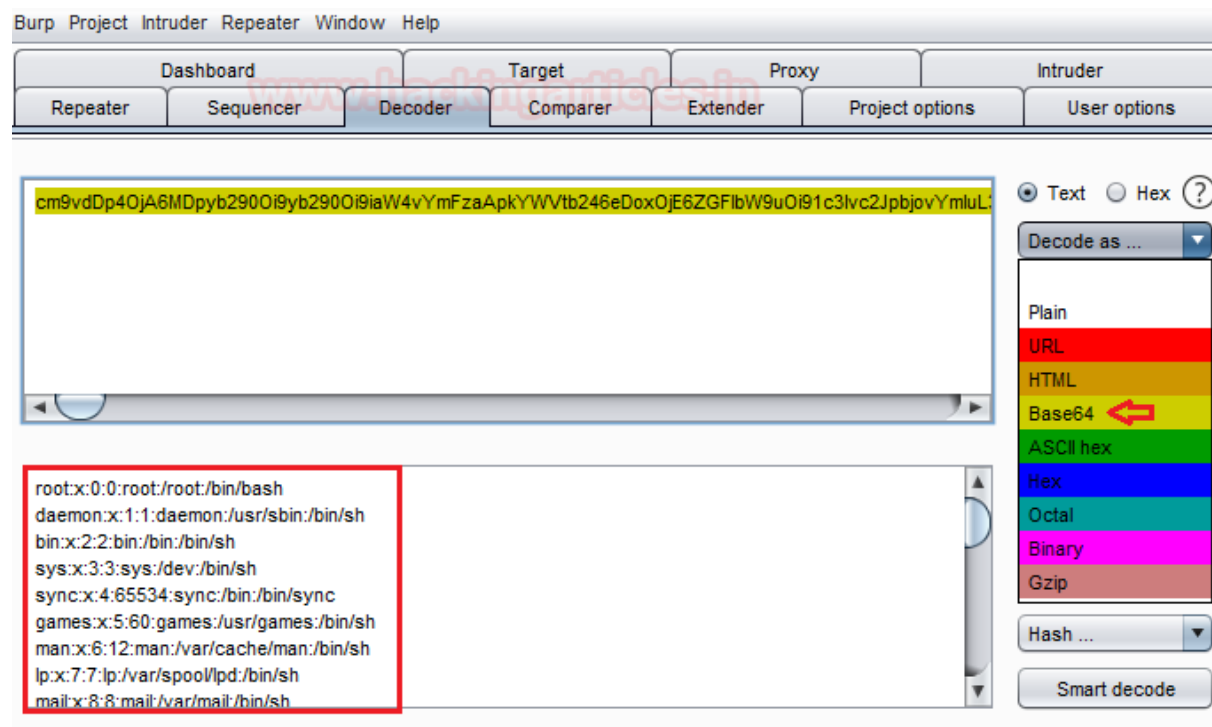 Burp Project Intruder Repeater Window Help
Dashboard Target Proxy Intruder
www.hackingarticles.in
Repeater Sequencer Decoder Comparer Extender Project options User options
cm9vdDp4OjA6MDpyb290Oi9yb290Oi9iaW4vYmFzaApkYWVtb246eDoxOjE6ZGFlbW9uOi91c3Ivc2JpbjovYmluL3
Text Hex ?
Decode as ...
Plain
URL
HTML
Base64
ASCII hex
Hex
Octal
Binary
Gzip
Hash ...
Smart decode
root:x:0:0:root:/root:/bin/bash
daemon:x:1:1:daemon:/usr/sbin:/bin/sh
bin:x:2:2:bin:/bin:/bin/sh
sys:x:3:3:sys:/dev:/bin/sh
sync:x:4:65534:sync:/bin:/bin/sync
games:x:5:60:games:/usr/games:/bin/sh
man:x:6:12:man:/var/cache/man:/bin/sh
lp:x:7:7:lp:/var/spool/lpd:/bin/sh
mail:x:8:8:mail:/var/mail:/bin/sh